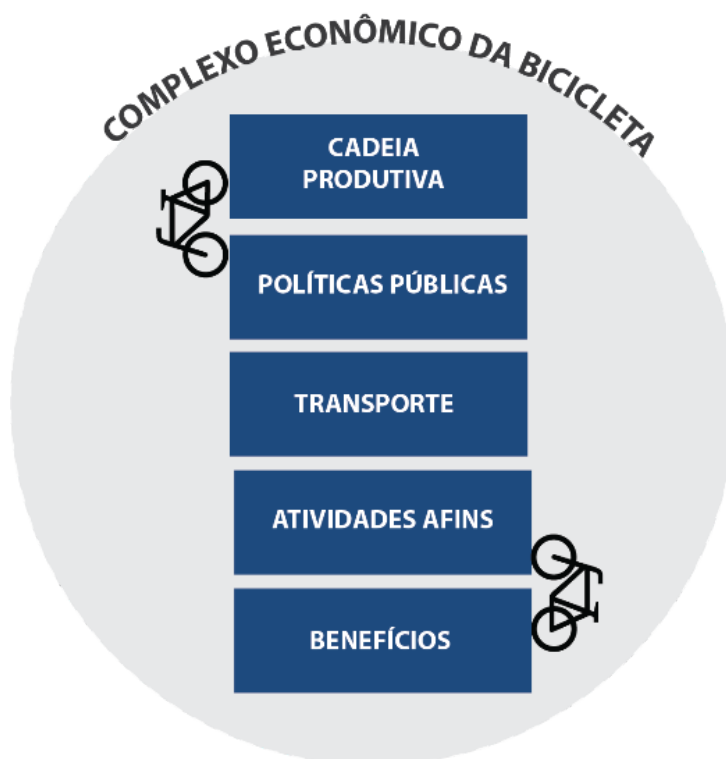 COMPLEXO ECONÔMICO DA BICICLETA
CADEIA
PRODUTIVA
POLÍTICAS PÚBLICAS
TRANSPORTE
ATIVIDADES AFINS
BENEFÍCIOS